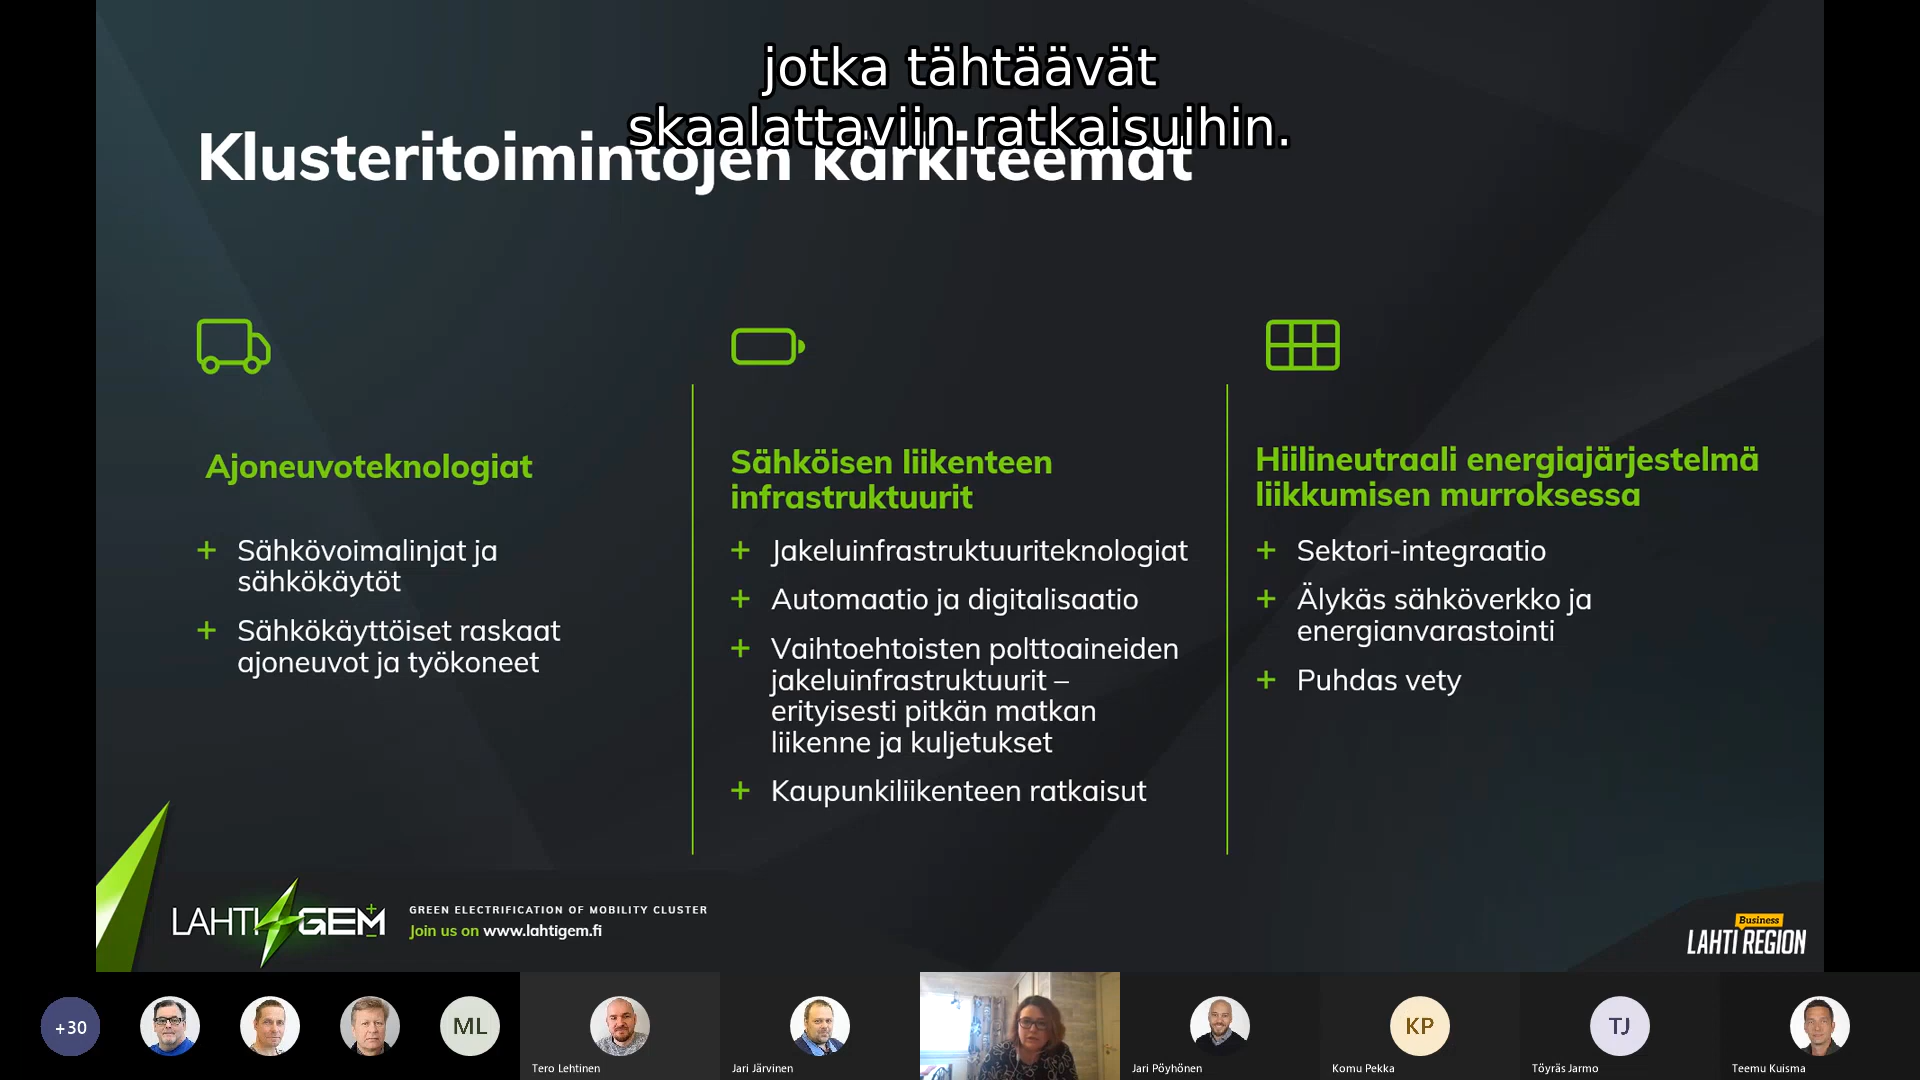 jotka tähtäävät
skaalattaviin ratkaisuihin.
Klusteritoimintojen kärkiteemat
Ajoneuvoteknologiat
+ Sähkövoimalinjat ja
sähkökäytöt
+ Sähkökäyttöiset raskaat
ajoneuvot ja työkoneet
Sähköisen liikenteen
infrastruktuurit
+ Jakeluinfrastruktuuriteknologiat
+ Automaatio ja digitalisaatio
+ Vaihtoehtoisten polttoaineiden
jakeluinfrastruktuurit –
erityisesti pitkän matkan
liikenne ja kuljetukset
+ Kaupunkiliikenteen ratkaisut
Hiilineutraali energiajärjestelmä
liikkumisen murroksessa
+ Sektori-integraatio
+ Älykäs sähköverkko ja
energianvarastointi
+ Puhdas vety
LAHTI GEM
GREEN ELECTRIFICATION OF MOBILITY CLUSTER
Join us on www.lahtigem.fi
Business
LAHTI REGION
+30
ML
Tero Lehtinen
Jari Järvinen
Jari Pöyhönen
KP
Komu Pekka
TJ
Töyräs Jarmo
Teemu Kuisma